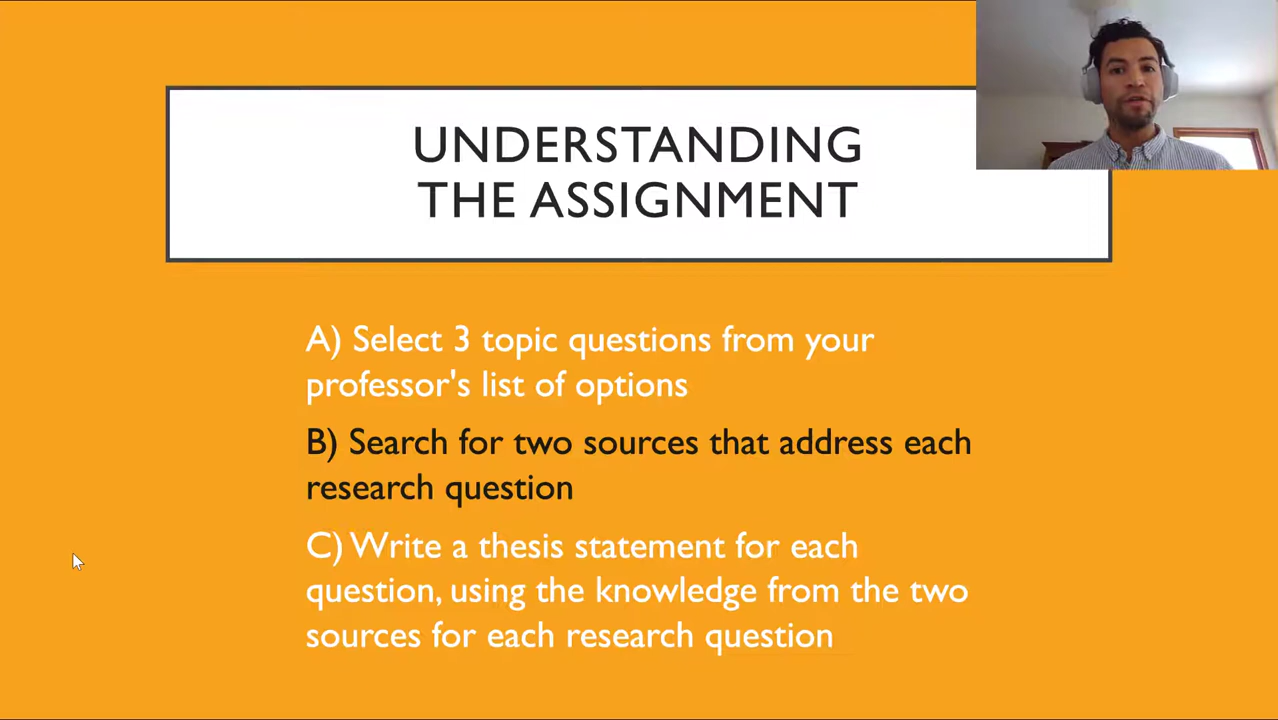 UNDERSTANDING
THE ASSIGNMENT
A) Select 3 topic questions from your
professor's list of options
B) Search for two sources that address each
research question
C) Write a thesis statement for each
question, using the knowledge from the two
sources for each research question